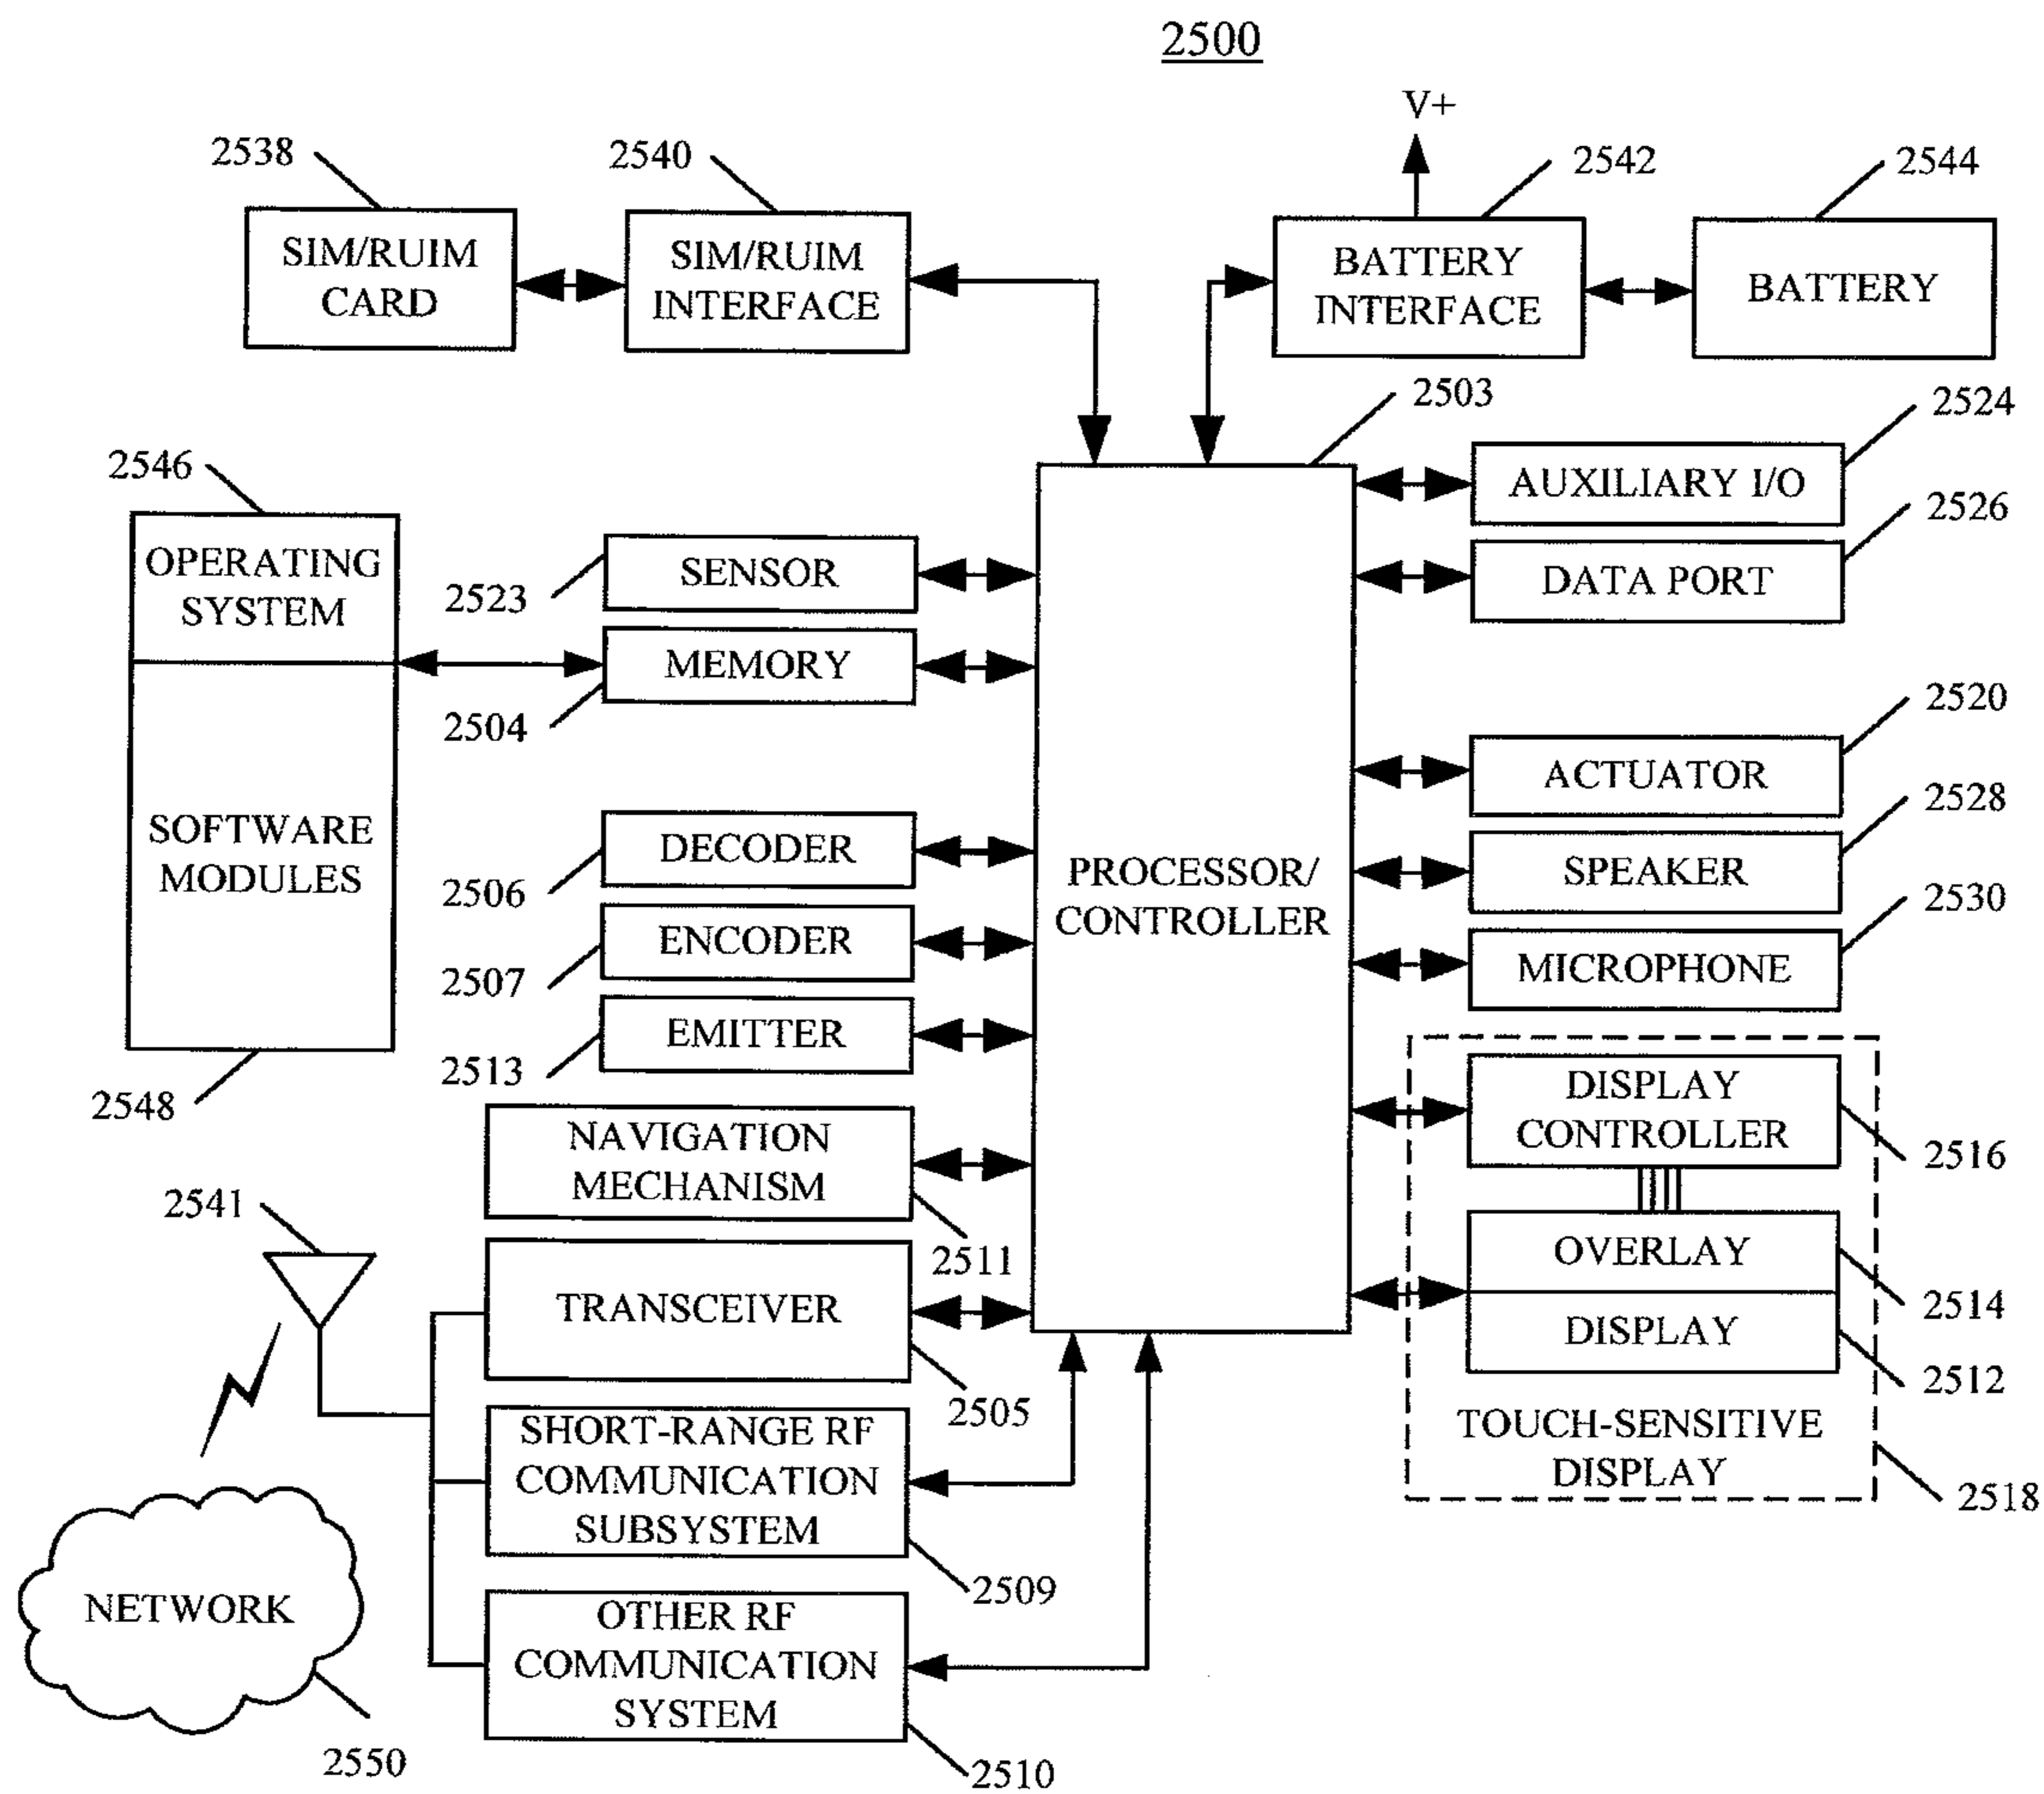 2500
V+
2538
2540
2542
2544
SIM/RUIM
CARD
SIM/RUIM
INTERFACE
BATTERY
INTERFACE
BATTERY
2503
2524
2546
AUXILIARY I/O
2526
OPERATING
SYSTEM
2523
SENSOR
DATA PORT
MEMORY
2504
2520
ACTUATOR
2528
SOFTWARE
MODULES
DECODER
2506
PROCESSOR/
CONTROLLER
SPEAKER
2530
ENCODER
2507
MICROPHONE
EMITTER
2513
2548
DISPLAY
CONTROLLER
2516
NAVIGATION
MECHANISM
2511
2541
OVERLAY
2514
TRANSCEIVER
2505
DISPLAY
2512
TOUCH-SENSITIVE
DISPLAY
2518
SHORT-RANGE RF
COMMUNICATION
SUBSYSTEM
2509
NETWORK
2550
OTHER RF
COMMUNICATION
SYSTEM
2510